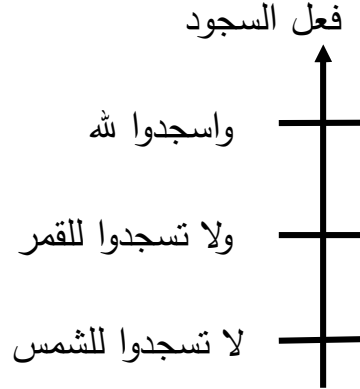 فعل السجود
واسجدوا لله
ولا تسجدوا للقمر
لا تسجدوا للشمس